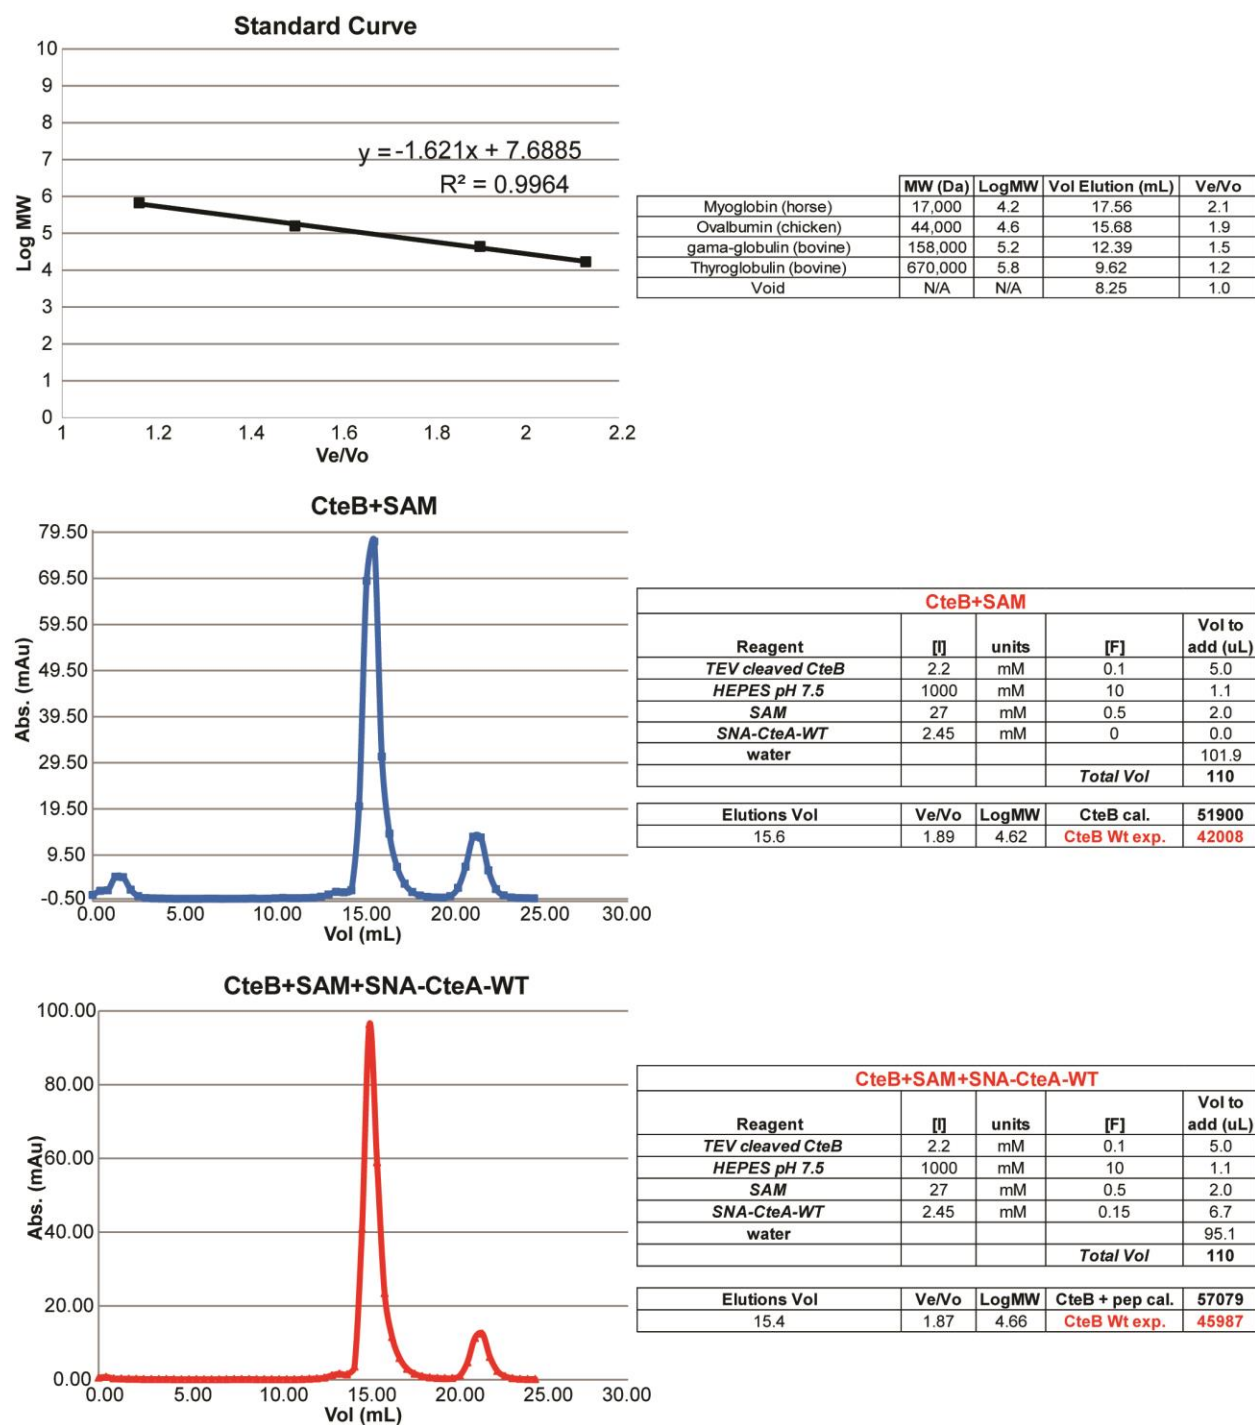 Standard Curve
10
9
8
7
6
5
4
3
2
1
0
Log MW
y = -1.621x + 7.6885
R² = 0.9964
1 1.2 1.4 1.6 1.8 2 2.2
Ve/Vo
MW (Da) LogMW Vol Elution (mL) Ve/Vo
Myoglobin (horse) 17,000 4.2 17.56 2.1
Ovalbumin (chicken) 44,000 4.6 15.68 1.9
gama-globulin (bovine) 158,000 5.2 12.39 1.5
Thyroglobulin (bovine) 670,000 5.8 9.62 1.2
Void N/A N/A 8.25 1.0
CteB+SAM
79.50
69.50
59.50
49.50
39.50
29.50
19.50
9.50
-0.50
Abs. (mAu)
0.00 5.00 10.00 15.00 20.00 25.00 30.00
Vol (mL)
CteB+SAM
Vol to
Reagent [I] units [F] add (uL)
TEV cleaved CteB 2.2 mM 0.1 5.0
HEPES pH 7.5 1000 mM 10 1.1
SAM 27 mM 0.5 2.0
SNA-CteA-WT 2.45 mM 0 0.0
water 101.9
Total Vol 110
Elutions Vol Ve/Vo LogMW CteB cal. 51900
15.6 1.89 4.62 CteB Wt exp. 42008
CteB+SAM+SNA-CteA-WT
100.00
80.00
60.00
40.00
20.00
0.00
Abs. (mAu)
0.00 5.00 10.00 15.00 20.00 25.00 30.00
Vol (mL)
CteB+SAM+SNA-CteA-WT
Vol to
Reagent [I] units [F] add (uL)
TEV cleaved CteB 2.2 mM 0.1 5.0
HEPES pH 7.5 1000 mM 10 1.1
SAM 27 mM 0.5 2.0
SNA-CteA-WT 2.45 mM 0.15 6.7
water 95.1
Total Vol 110
Elutions Vol Ve/Vo LogMW CteB + pep cal. 57079
15.4 1.87 4.66 CteB Wt exp. 45987